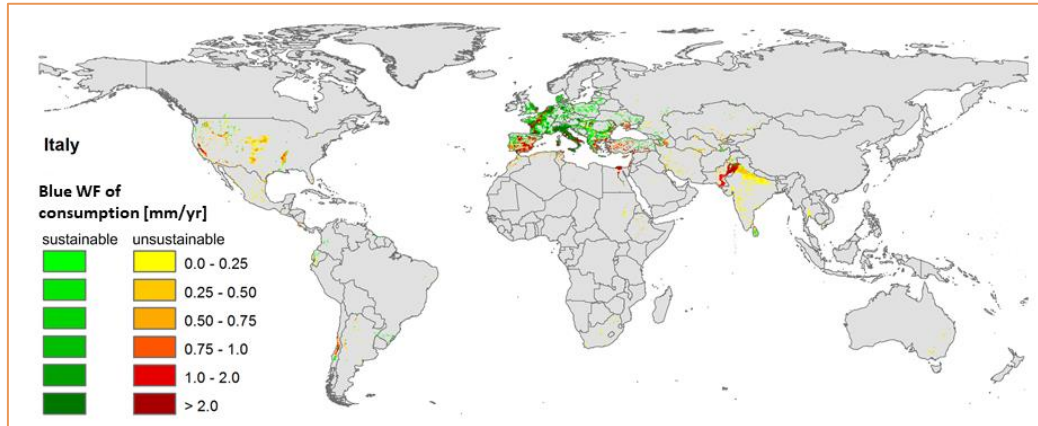 Italy
Blue WF of
consumption [mm/yr]
sustainable unsustainable
0.0 - 0.25
0.25 - 0.50
0.50 - 0.75
0.75 - 1.0
1.0 - 2.0
> 2.0